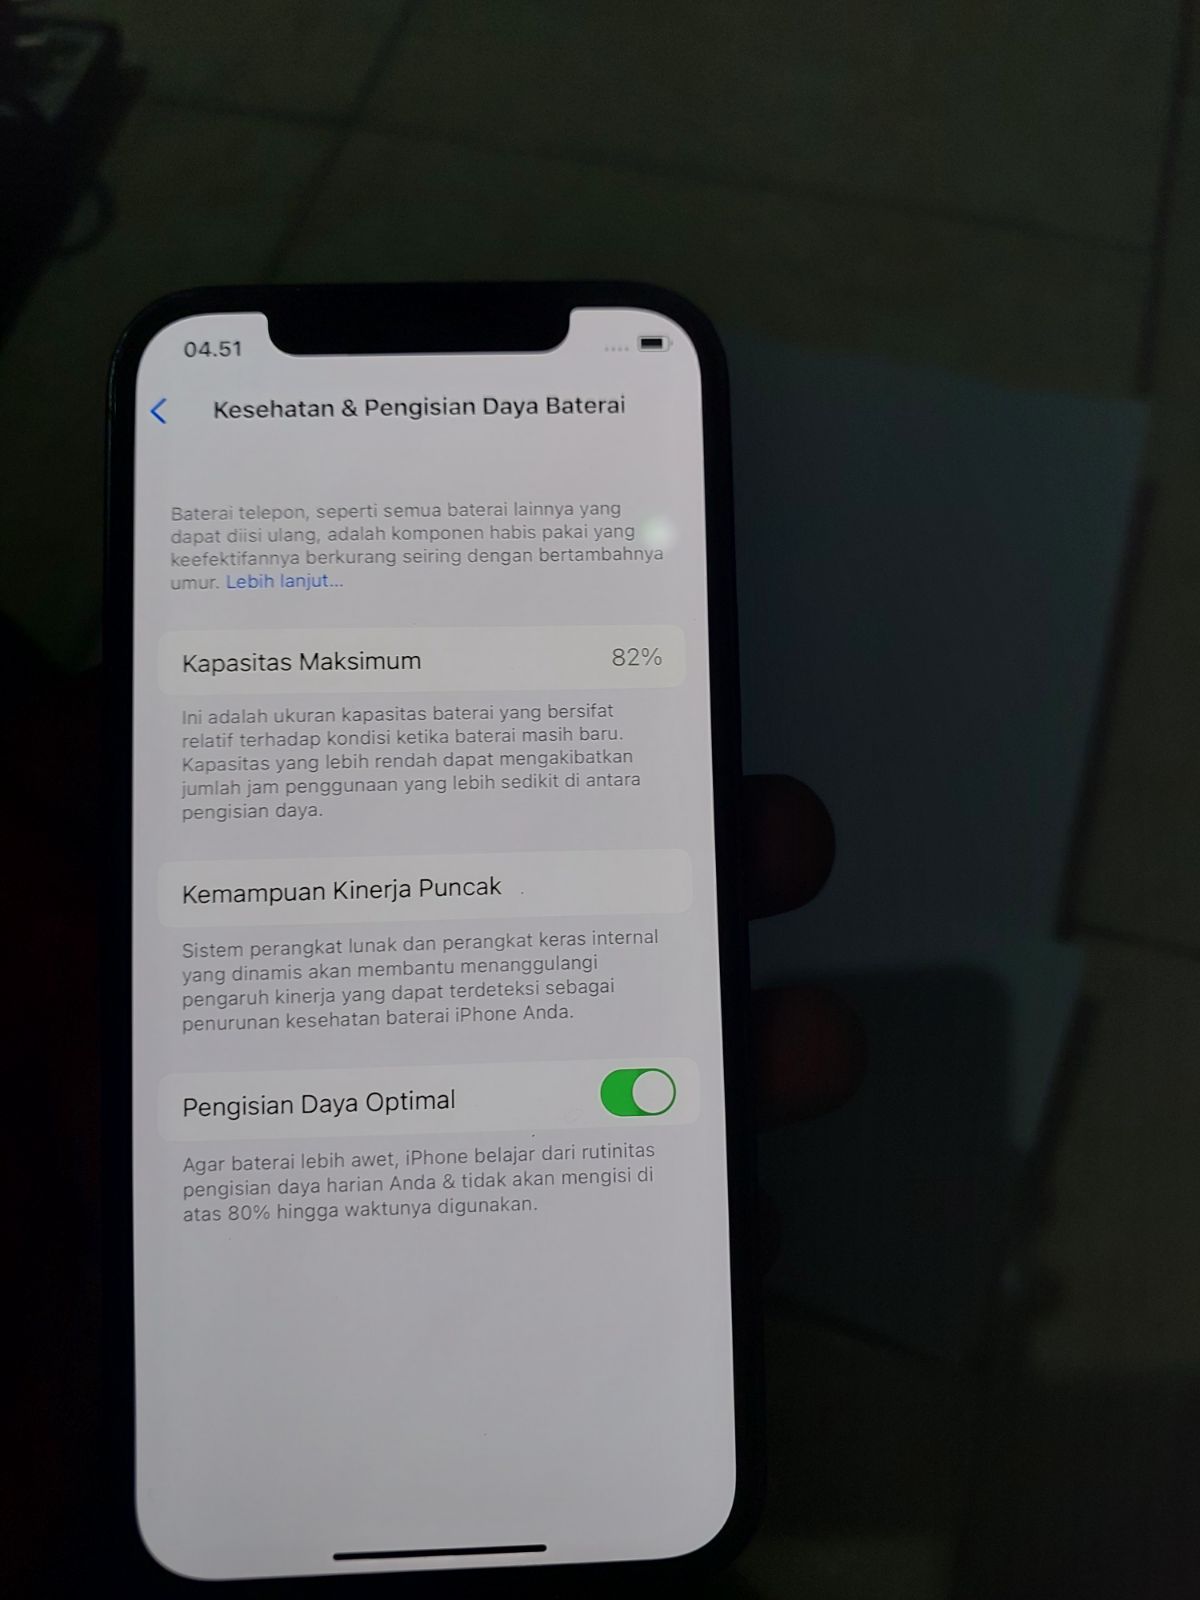 04.51
Kesehatan & Pengisian Daya Baterai
Baterai telepon, seperti semua baterai lainnya yang
dapat diisi ulang, adalah komponen habis pakai yang
keefektifannya berkurang seiring dengan bertambahnya
umur. Lebih lanjut...
Kapasitas Maksimum 82%
Ini adalah ukuran kapasitas baterai yang bersifat
relatif terhadap kondisi ketika baterai masih baru.
Kapasitas yang lebih rendah dapat mengakibatkan
jumlah jam penggunaan yang lebih sedikit di antara
pengisian daya.
Kemampuan Kinerja Puncak
Sistem perangkat lunak dan perangkat keras internal
yang dinamis akan membantu menanggulangi
pengaruh kinerja yang dapat terdeteksi sebagai
penurunan kesehatan baterai iPhone Anda.
Pengisian Daya Optimal
Agar baterai lebih awet, iPhone belajar dari rutinitas
pengisian daya harian Anda & tidak akan mengisi di
atas 80% hingga waktunya digunakan.